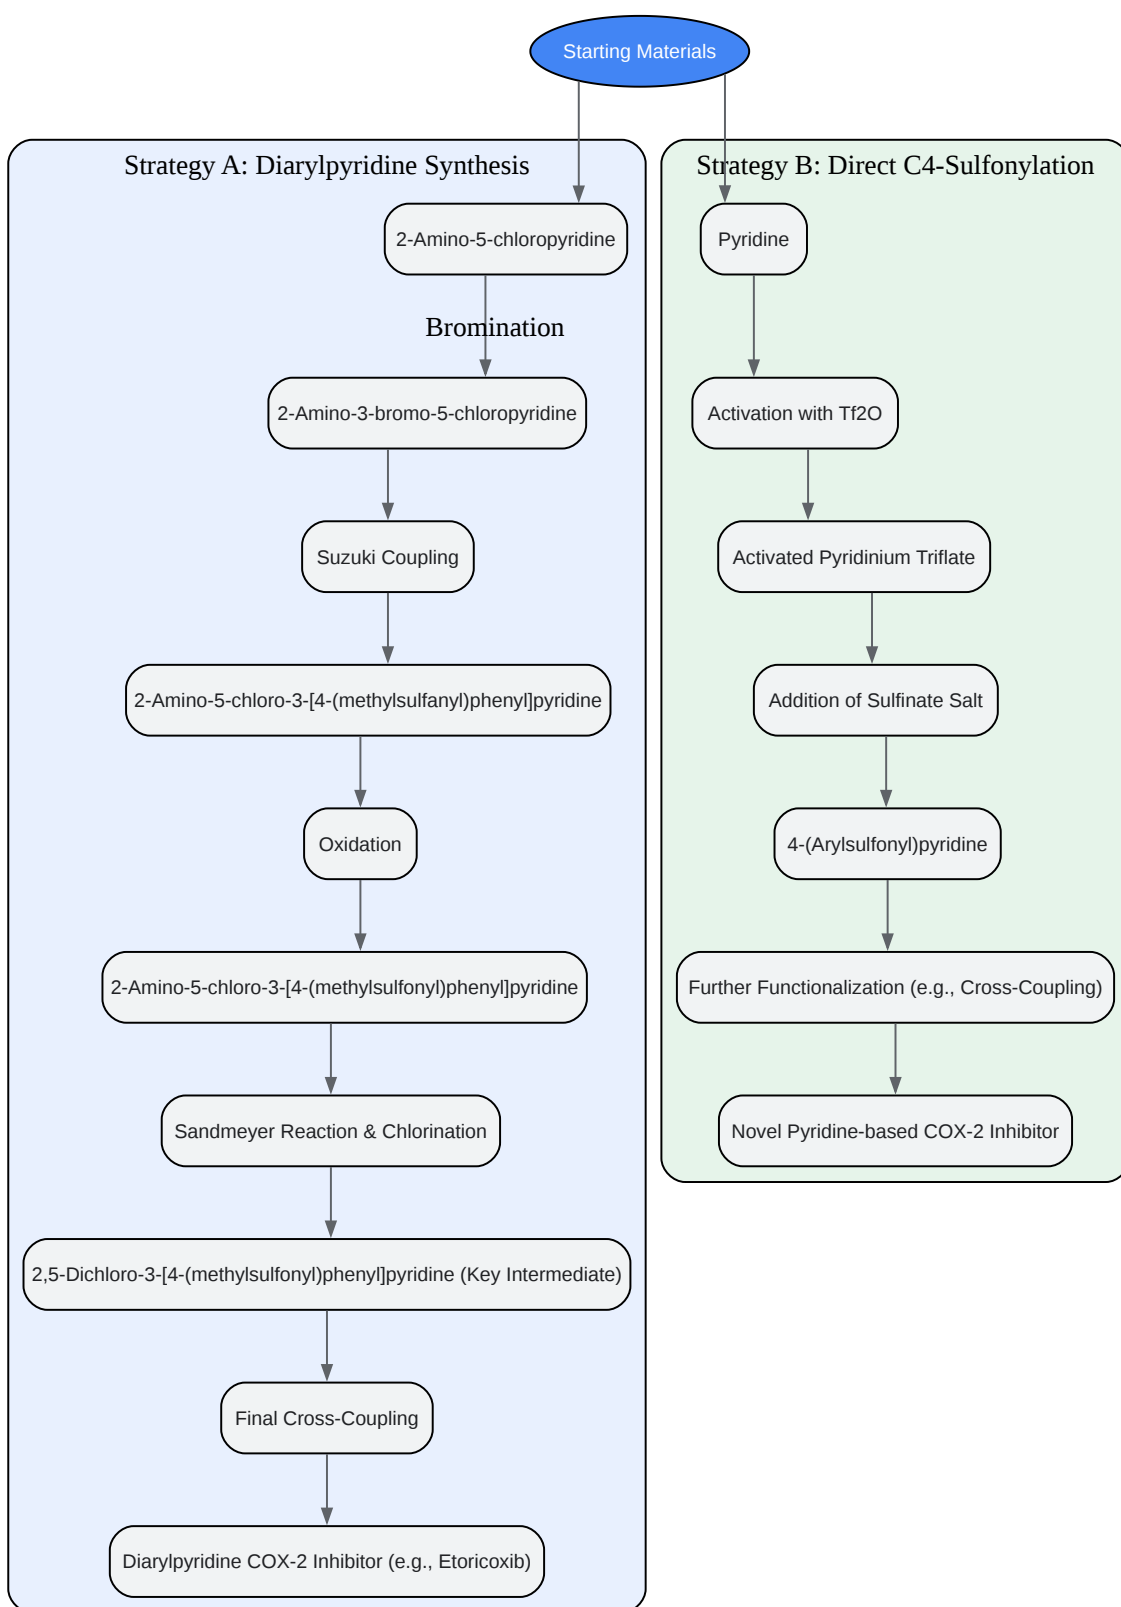 Starting Materials
Strategy A: Diarylpyridine Synthesis
2-Amino-5-chloropyridine
Bromination
2-Amino-3-bromo-5-chloropyridine
Suzuki Coupling
2-Amino-5-chloro-3-[4-(methylsulfanyl)phenyl]pyridine
Oxidation
2-Amino-5-chloro-3-[4-(methylsulfonyl)phenyl]pyridine
Sandmeyer Reaction & Chlorination
2,5-Dichloro-3-[4-(methylsulfonyl)phenyl]pyridine (Key Intermediate)
Final Cross-Coupling
Diarylpyridine COX-2 Inhibitor (e.g., Etoricoxib)
Strategy B: Direct C4-Sulfonylation
Pyridine
Activation with Tf2O
Activated Pyridinium Triflate
Addition of Sulfinate Salt
4-(Arylsulfonyl)pyridine
Further Functionalization (e.g., Cross-Coupling)
Novel Pyridine-based COX-2 Inhibitor